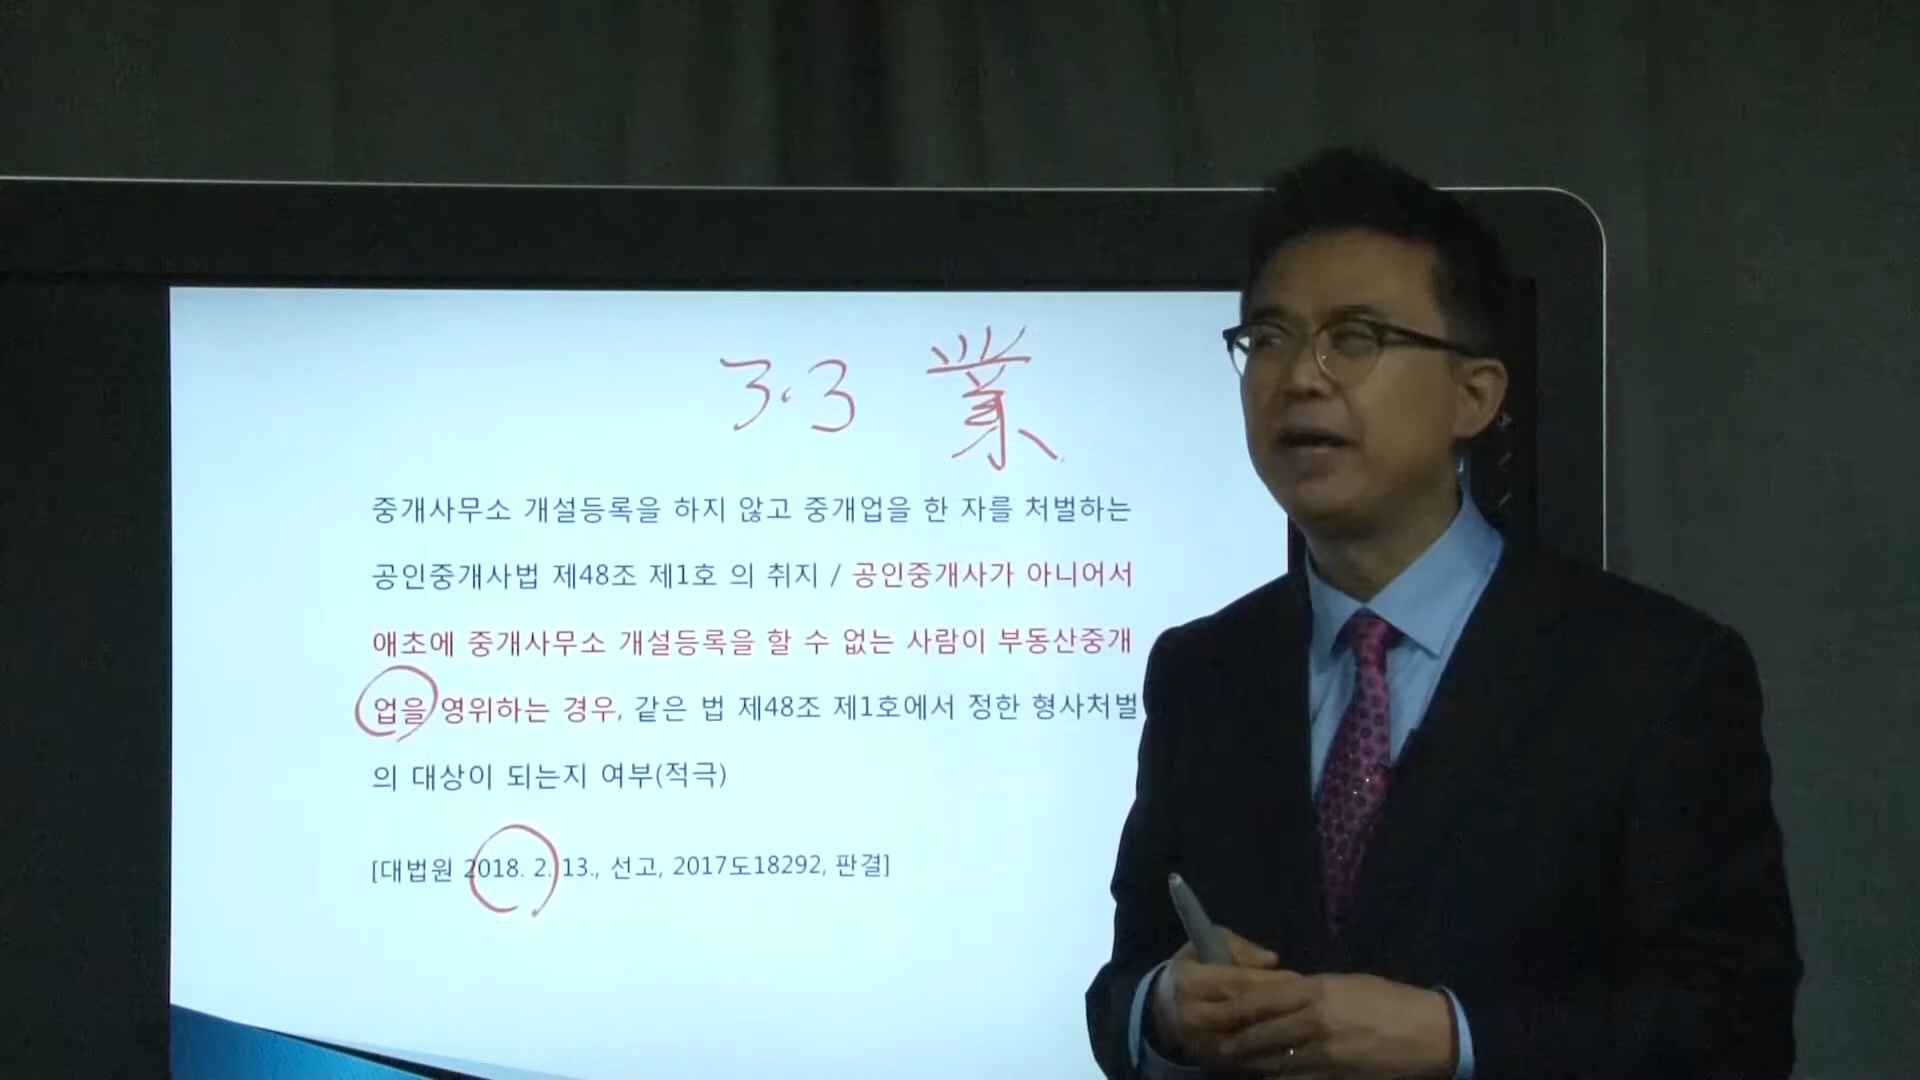 3.3 業
중개사무소 개설등록을 하지 않고 중개업을 한 자를 처벌하는
공인중개사법 제48조 제1호 의 취지 / 공인중개사가 아니어서
애초에 중개사무소 개설등록을 할 수 없는 사람이 부동산중개
업을 영위하는 경우, 같은 법 제48조 제1호에서 정한 형사처벌
의 대상이 되는지 여부(적극)
[대법원 2018. 2. 13., 선고, 2017도18292, 판결]